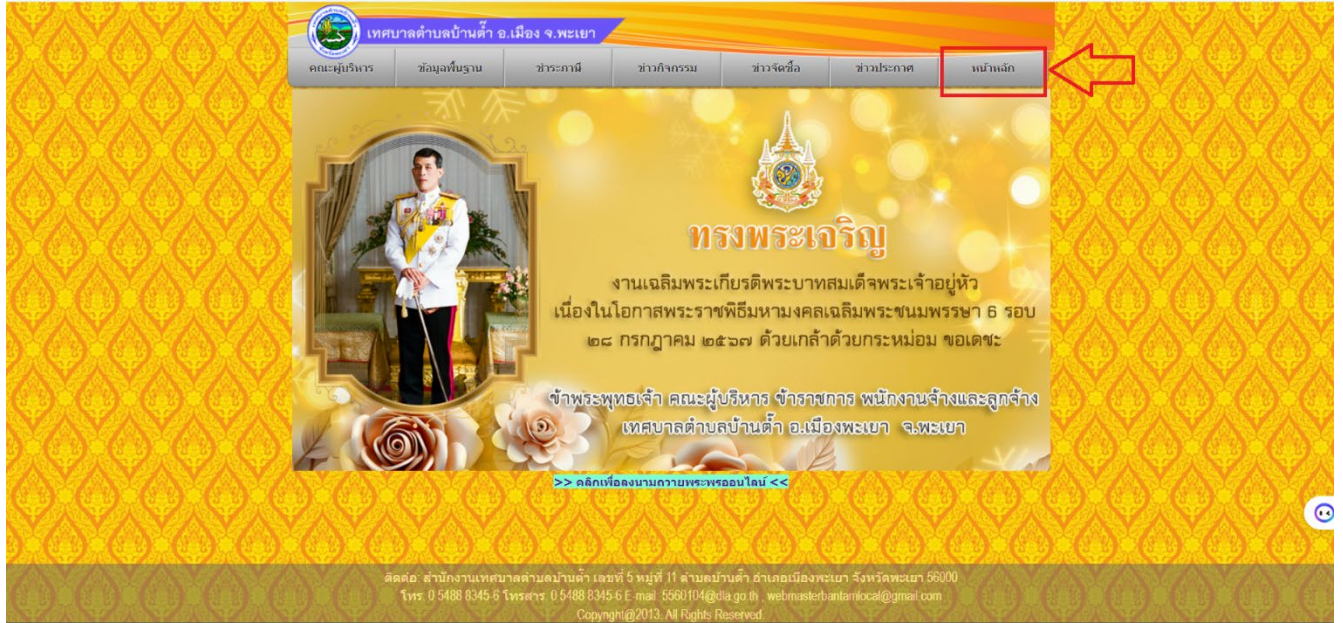 เทศบาลตำบลบ้านต๊ำ อ.เมือง จ.พะเยา
คณะผู้บริหาร ข้อมูลพื้นฐาน ชำระภาษี ข่าวกิจกรรม ข่าวจัดซื้อ ข่าวประกาศ หน้าหลัก
ทรงพระเจริญ
งานเฉลิมพระเกียรติพระบาทสมเด็จพระเจ้าอยู่หัว
เนื่องในโอกาสพระราชพิธีมหามงคลเฉลิมพระชนมพรรษา 6 รอบ
๒๘ กรกฎาคม ๒๕๖๗ ด้วยเกล้าด้วยกระหม่อม ขอเดชะ
ข้าพระพุทธเจ้า คณะผู้บริหาร ข้าราชการ พนักงานจ้างและลูกจ้าง
เทศบาลตำบลบ้านต๊ำ อ.เมืองพะเยา จ.พะเยา
>> คลิกเพื่อลงนามถวายพระพรออนไลน์ <<
ติดต่อ: สำนักงานเทศบาลตำบลบ้านต๊ำ เลขที่ 5 หมู่ที่ 11 ตำบลบ้านต๊ำ อำเภอเมืองพะเยา จังหวัดพะเยา 56000
โทร. 0 5488 8345-6 โทรสาร. 0 5488 8345-6 E-mail: 5560104@dla.go.th , webmasterbantamlocal@gmail.com
Copyright@2013. All Rights Reserved.